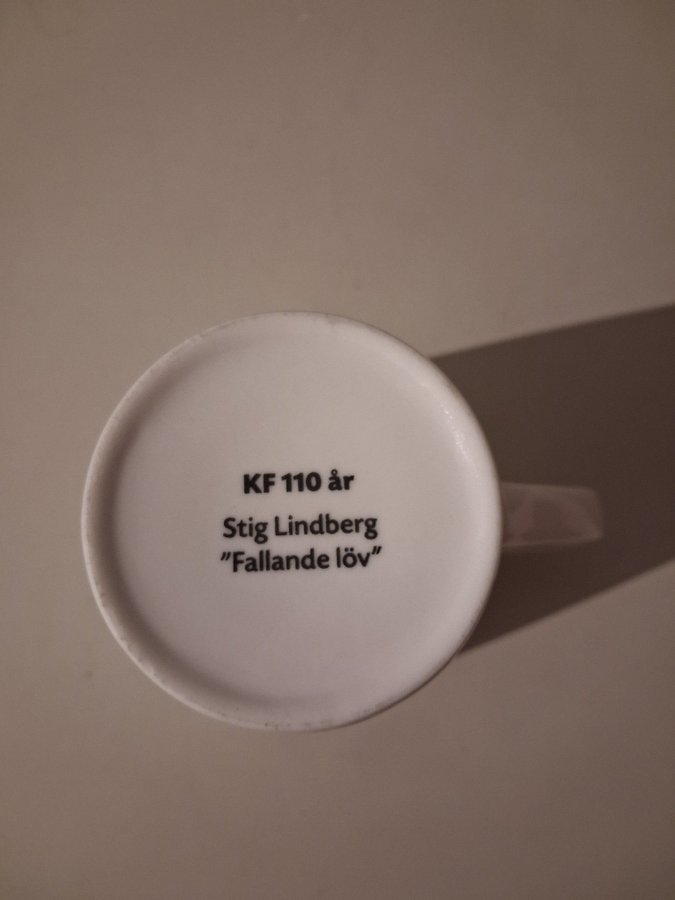 KF 110 år
Stig Lindberg
”Fallande löv”